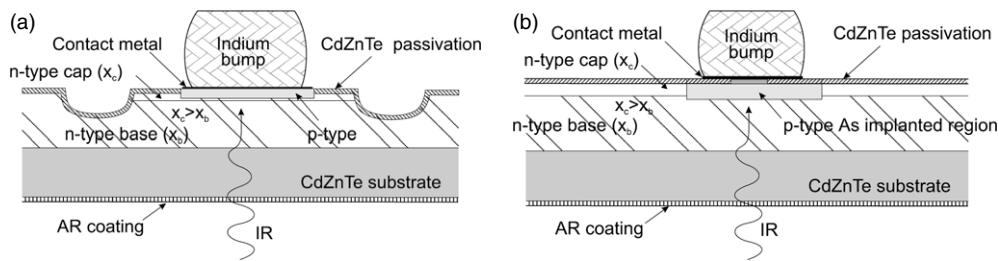 (a)
Contact metal
Indium
bump
CdZnTe passivation
n-type cap (xc)
xc>xb
n-type base (xb)
p-type
CdZnTe substrate
AR coating
IR
(b)
Contact metal
Indium
bump
CdZnTe passivation
n-type cap (xc)
xc>xb
n-type base (xb)
p-type As implanted region
CdZnTe substrate
AR coating
IR